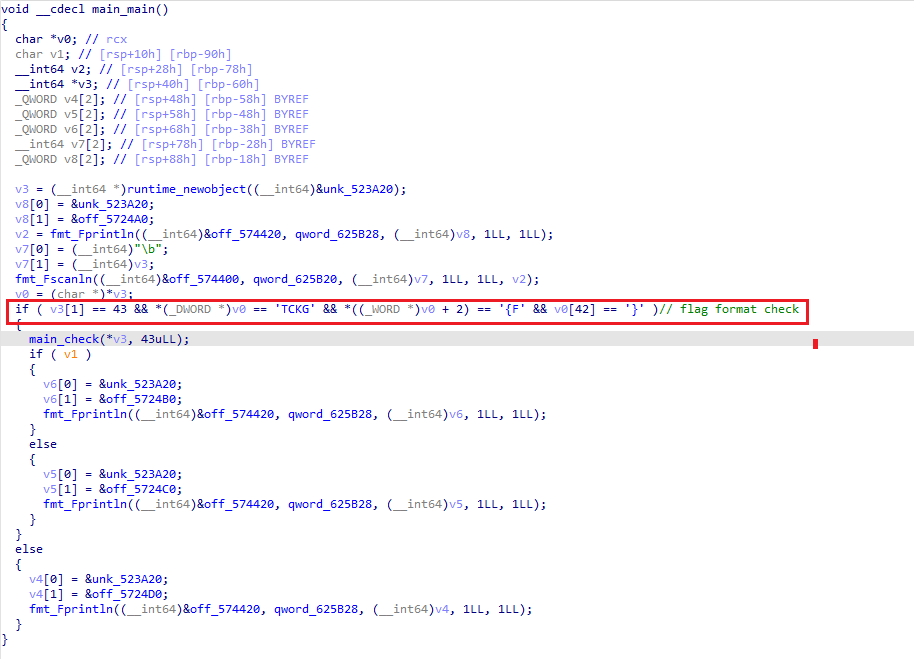 void __cdecl main_main()
{
  char *v0; // rcx
  char v1; // [rsp+10h] [rbp-90h]
  __int64 v2; // [rsp+28h] [rbp-78h]
  __int64 *v3; // [rsp+40h] [rbp-60h]
  _QWORD v4[2]; // [rsp+48h] [rbp-58h] BYREF
  _QWORD v5[2]; // [rsp+58h] [rbp-48h] BYREF
  _QWORD v6[2]; // [rsp+68h] [rbp-38h] BYREF
  __int64 v7[2]; // [rsp+78h] [rbp-28h] BYREF
  _QWORD v8[2]; // [rsp+88h] [rbp-18h] BYREF

  v3 = (__int64 *)runtime_newobject((__int64)&unk_523A20);
  v8[0] = &unk_523A20;
  v8[1] = &off_5724A0;
  v2 = fmt_Fprintln((__int64)&off_574420, qword_625B28, (__int64)v8, 1LL, 1LL);
  v7[0] = (__int64)"\b";
  v7[1] = (__int64)v3;
  fmt_Fscanln((__int64)&off_574400, qword_625B20, (__int64)v7, 1LL, 1LL, v2);
  v0 = (char *)*v3;
  if ( v3[1] == 43 && *(_DWORD *)v0 == 'TCKG' && *((_WORD *)v0 + 2) == '{F' && v0[42] == '}' )// flag format check
  {
    main_check(*v3, 43uLL);
    if ( v1 )
    {
      v6[0] = &unk_523A20;
      v6[1] = &off_5724B0;
      fmt_Fprintln((__int64)&off_574420, qword_625B28, (__int64)v6, 1LL, 1LL);
    }
    else
    {
      v5[0] = &unk_523A20;
      v5[1] = &off_5724C0;
      fmt_Fprintln((__int64)&off_574420, qword_625B28, (__int64)v5, 1LL, 1LL);
    }
  }
  else
  {
    v4[0] = &unk_523A20;
    v4[1] = &off_5724D0;
    fmt_Fprintln((__int64)&off_574420, qword_625B28, (__int64)v4, 1LL, 1LL);
  }
}